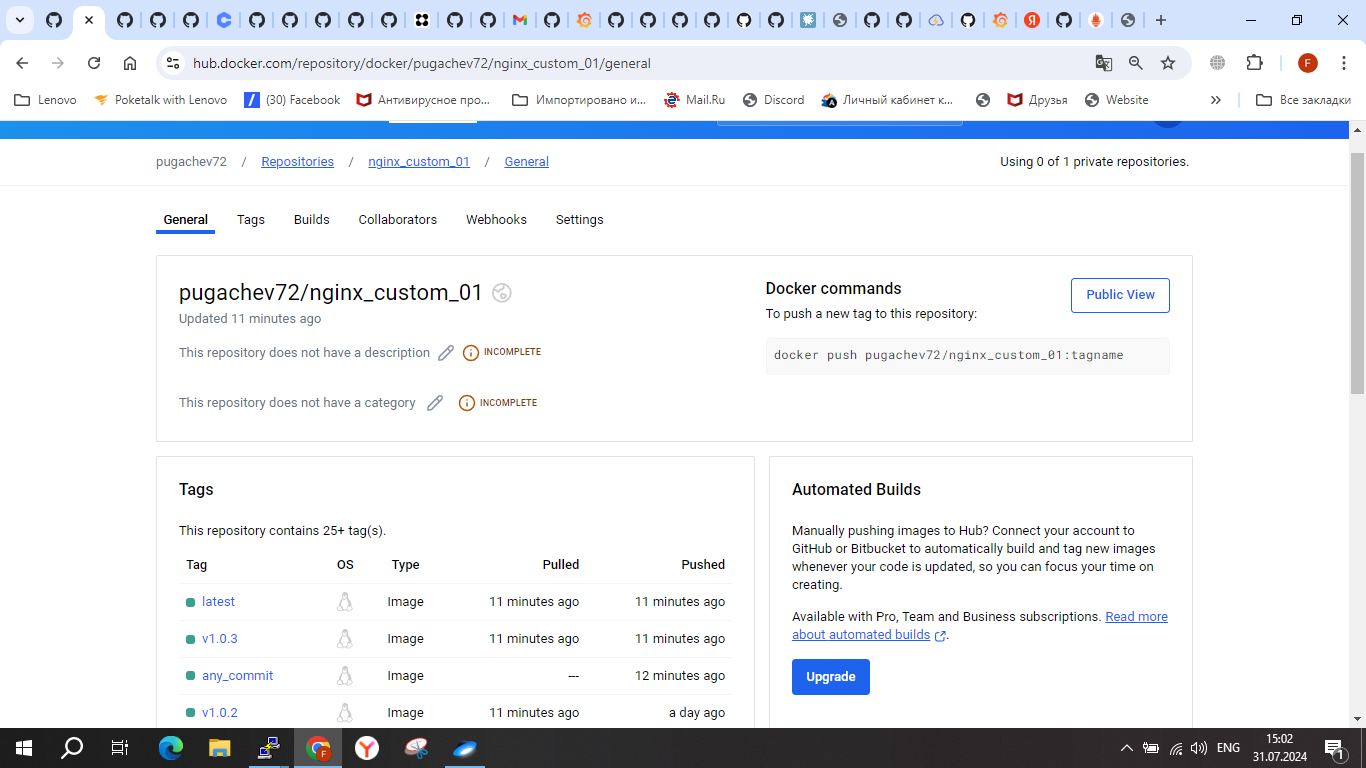 hub.docker.com/repository/docker/pugachev72/nginx_custom_01/general
F
Lenovo
Poketalk with Lenovo
(30) Facebook
Антивирусное про...
Импортировано и...
Mail.Ru
Discord
Личный кабинет к...
Друзья
Website
Все закладки
pugachev72 / Repositories / nginx_custom_01 / General
Using 0 of 1 private repositories.
General Tags Builds Collaborators Webhooks Settings
pugachev72/nginx_custom_01
Updated 11 minutes ago
This repository does not have a description INCOMPLETE
This repository does not have a category INCOMPLETE
Docker commands
Public View
To push a new tag to this repository:
docker push pugachev72/nginx_custom_01:tagname
Tags
This repository contains 25+ tag(s).
Tag OS Type Pulled Pushed
latest Image 11 minutes ago 11 minutes ago
v1.0.3 Image 11 minutes ago 11 minutes ago
any_commit Image --- 12 minutes ago
v1.0.2 Image 11 minutes ago a day ago
Automated Builds
Manually pushing images to Hub? Connect your account to
GitHub or Bitbucket to automatically build and tag new images
whenever your code is updated, so you can focus your time on
creating.
Available with Pro, Team and Business subscriptions. Read more
about automated builds .
Upgrade
ENG
15:02
31.07.2024
1